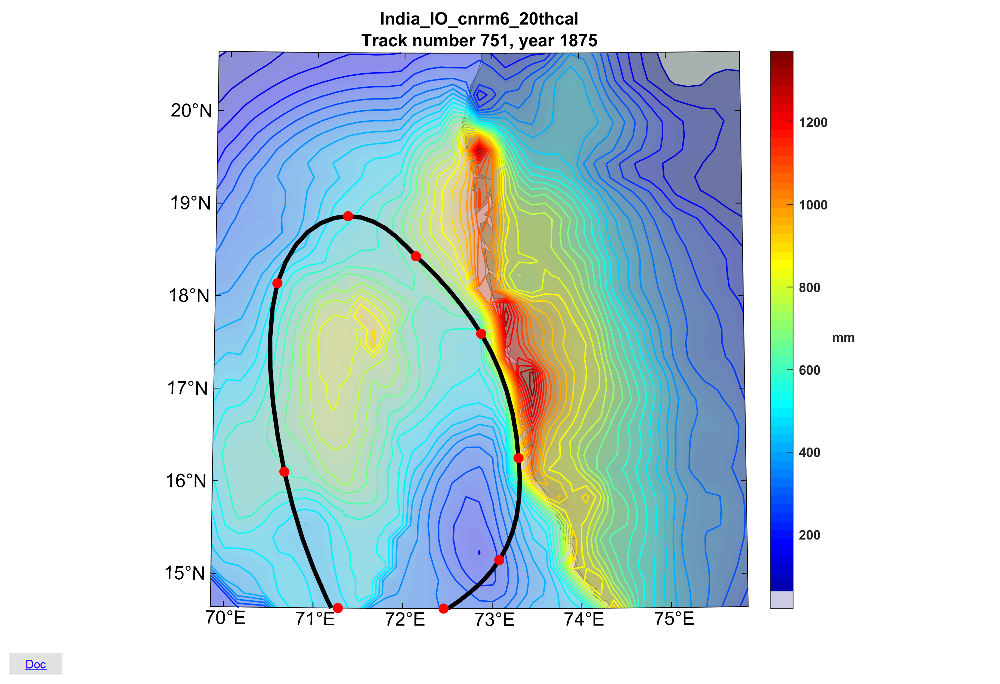 India_IO_cnrm6_20thcal
Track number 751, year 1875
20°N
19°N
18°N
17°N
16°N
15°N
70°E 71°E 72°E 73°E 74°E 75°E
1200
1000
800
600
400
200
mm
Doc